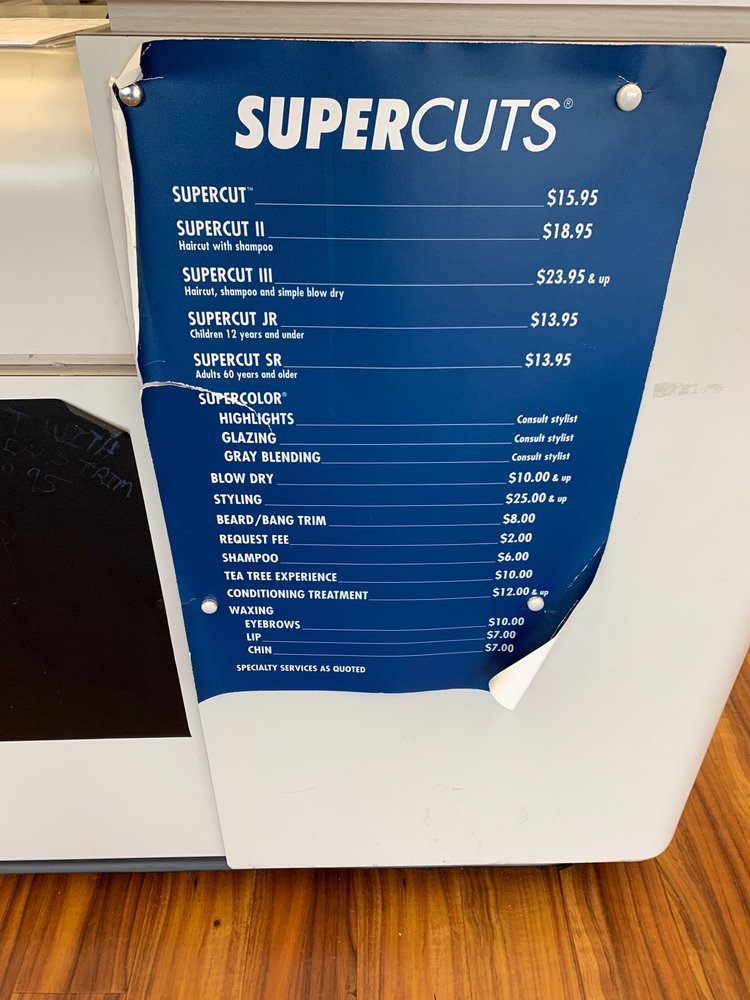 SUPERCUTS®
SUPERCUT™ $15.95
SUPERCUT II $18.95
Haircut with shampoo
SUPERCUT III $23.95 & up
Haircut, shampoo and simple blow dry
SUPERCUT JR $13.95
Children 12 years and under
SUPERCUT SR $13.95
Adults 60 years and older
SUPERCOLOR®
HIGHLIGHTS Consult stylist
GLAZING Consult stylist
GRAY BLENDING Consult stylist
BLOW DRY $10.00 & up
STYLING $25.00 & up
BEARD/BANG TRIM $8.00
REQUEST FEE $2.00
SHAMPOO $6.00
TEA TREE EXPERIENCE $10.00
CONDITIONING TREATMENT $12.00 & up
WAXING
EYEBROWS $10.00
LIP $7.00
CHIN $7.00
SPECIALTY SERVICES AS QUOTED
WITH
TRIM
95